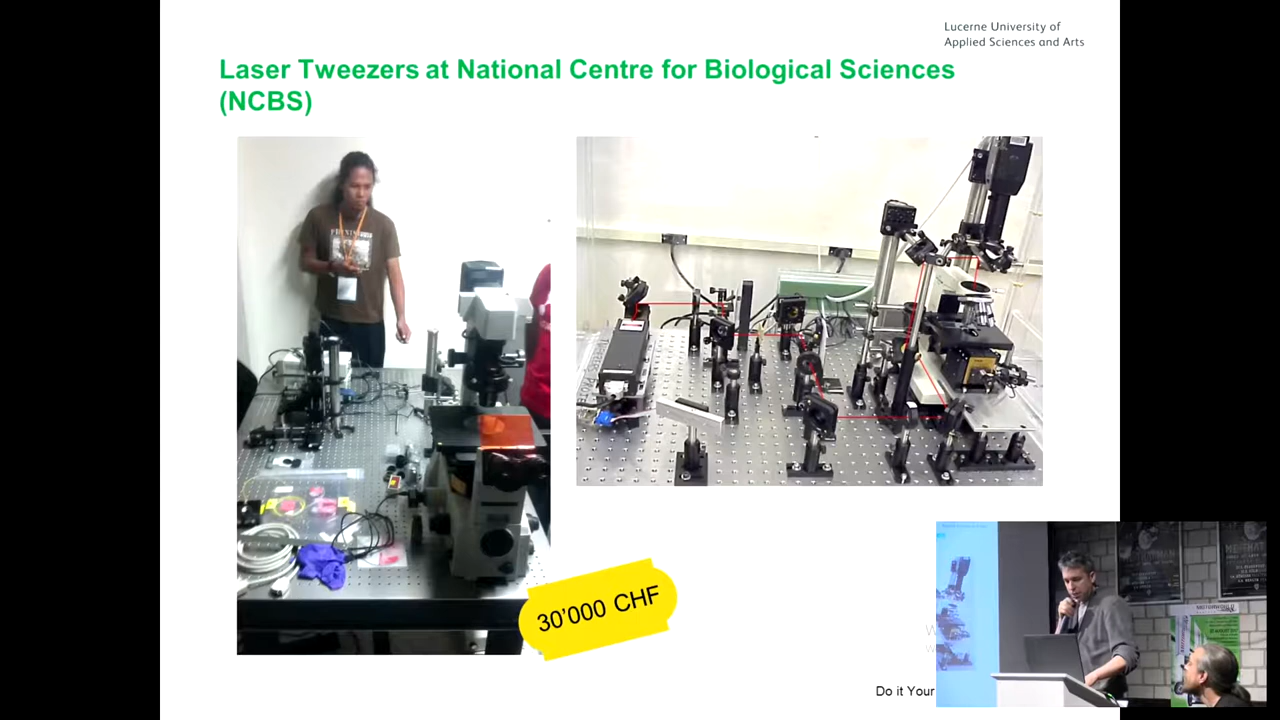 Lucerne University of
Applied Sciences and Arts
Laser Tweezers at National Centre for Biological Sciences
(NCBS)
30'000 CHF
Do it Your